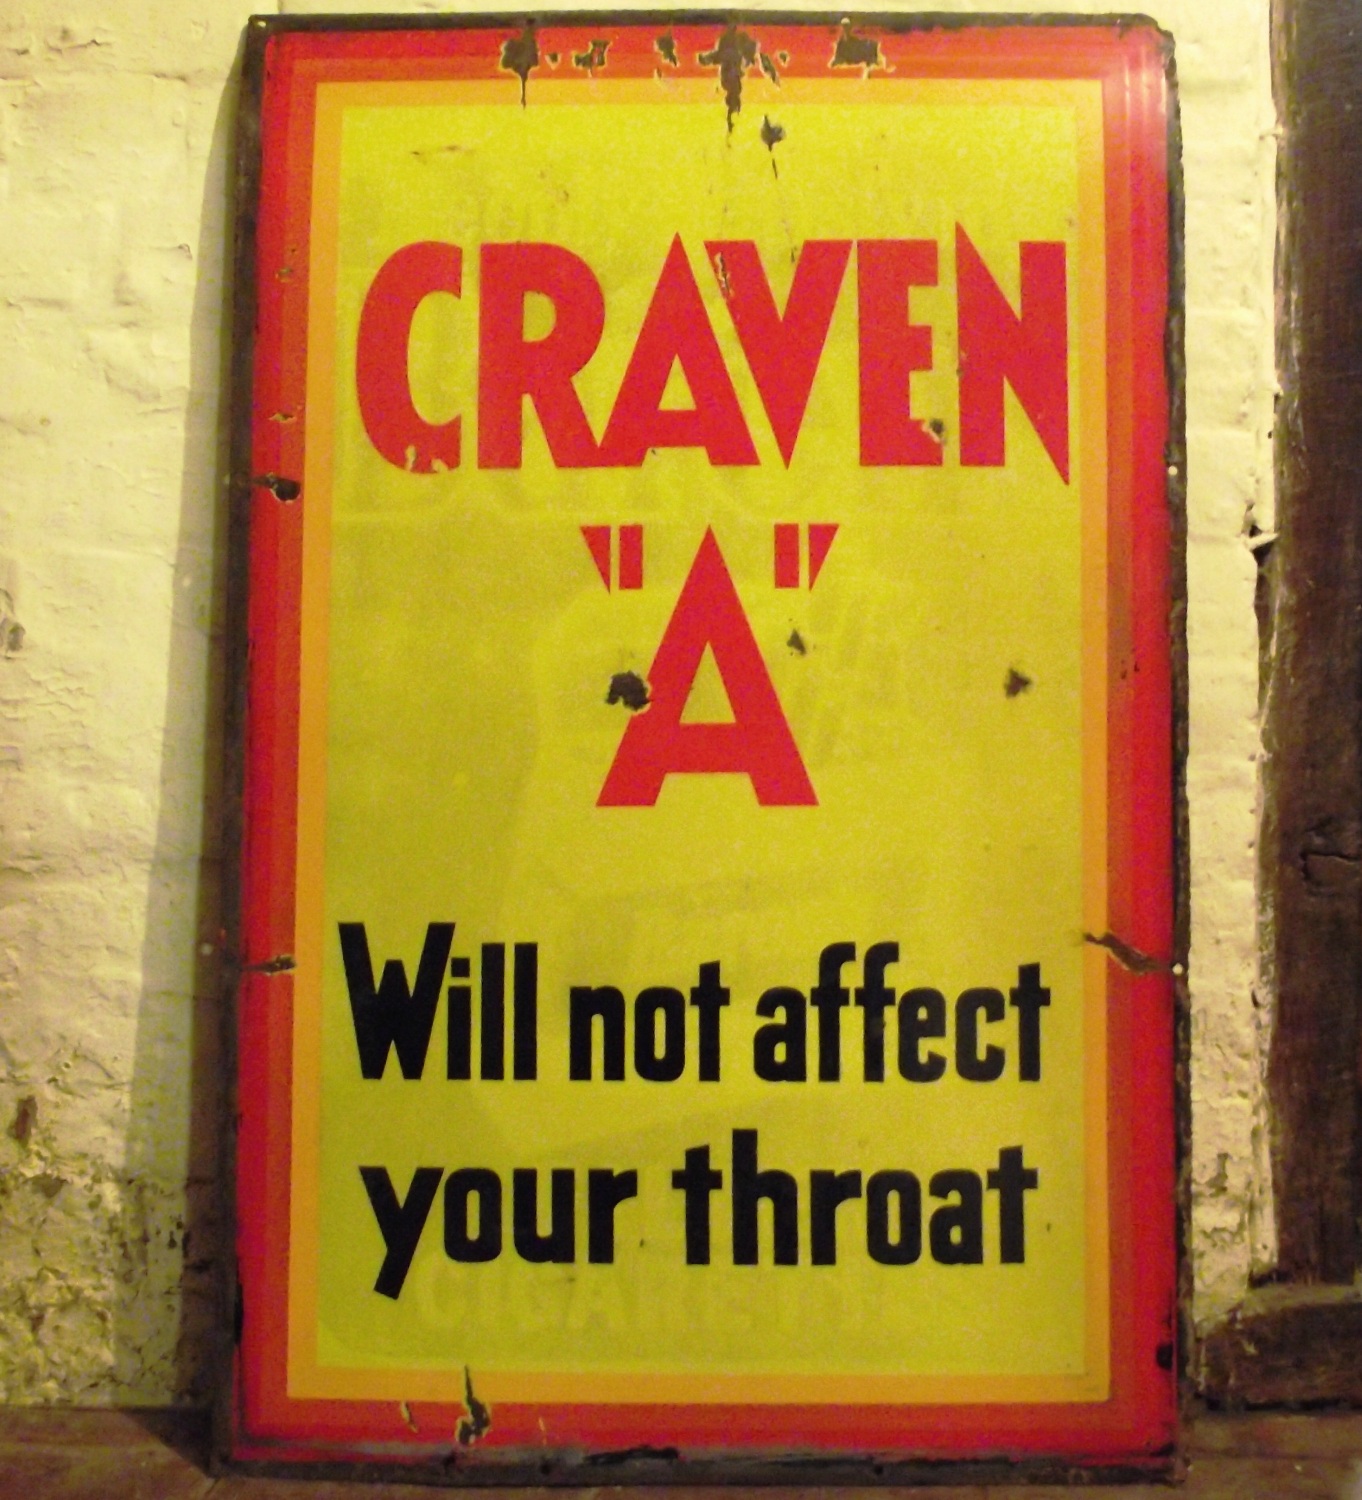 CRAVEN
"A"
Will not affect
your throat